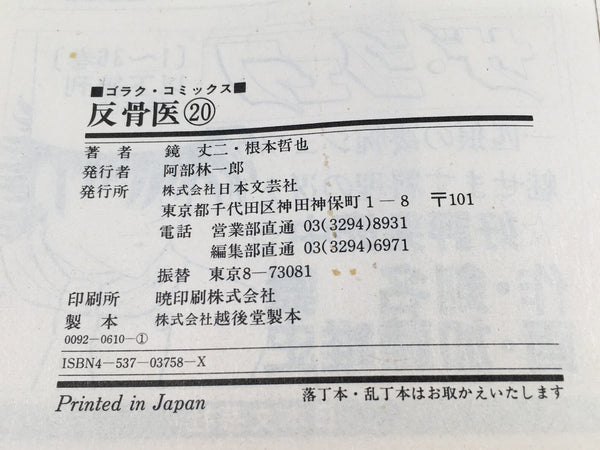 ■ゴラク・コミックス■
反骨医⑳
著者 鏡 丈二・根本哲也
発行者 阿部林一郎
発行所 株式会社日本文芸社
東京都千代田区神田神保町1−8 〒101
電話 営業部直通 03(3294)8931
編集部直通 03(3294)6971
振替 東京8−73081
印刷所 暁印刷株式会社
製本 株式会社越後堂製本
0092−0610−①
ISBN4−537−03758−X
Printed in Japan
落丁本・乱丁本はお取かえいたします